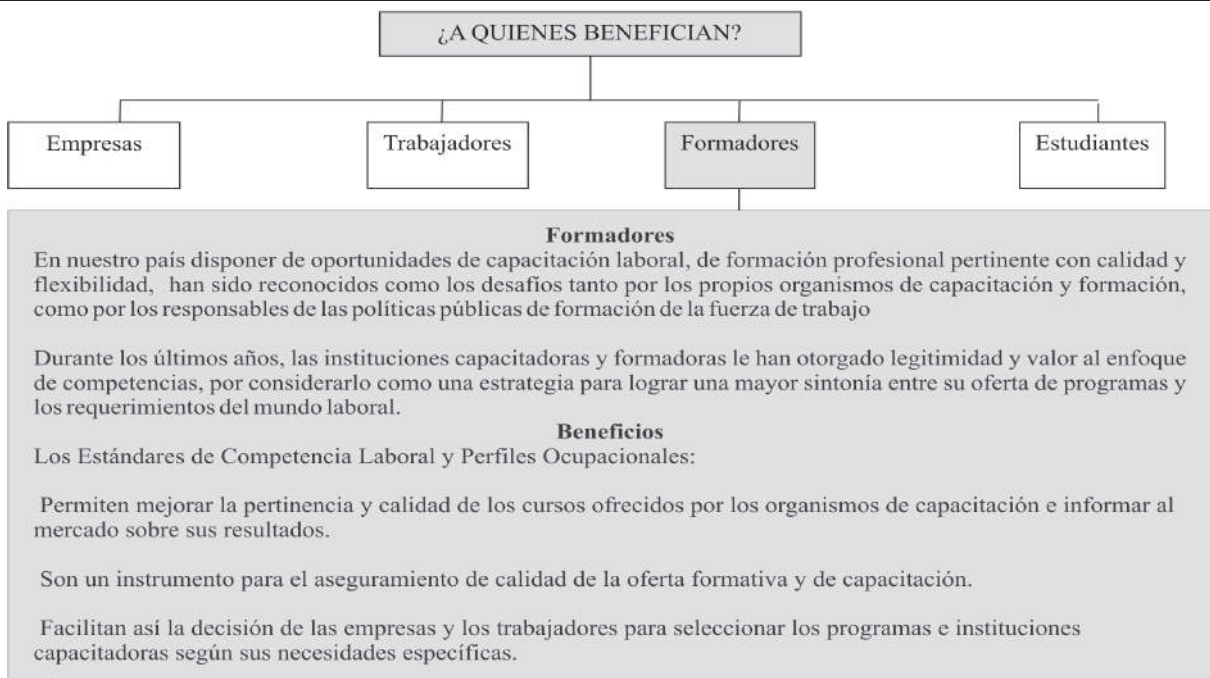 ¿A QUIENES BENEFICIAN?
Empresas
Trabajadores
Formadores
Estudiantes
Formadores
En nuestro país disponer de oportunidades de capacitación laboral, de formación profesional pertinente con calidad y
flexibilidad, han sido reconocidos como los desafíos tanto por los propios organismos de capacitación y formación,
como por los responsables de las políticas públicas de formación de la fuerza de trabajo
Durante los últimos años, las instituciones capacitadoras y formadoras le han otorgado legitimidad y valor al enfoque
de competencias, por considerarlo como una estrategia para lograr una mayor sintonía entre su oferta de programas y
los requerimientos del mundo laboral.
Beneficios
Los Estándares de Competencia Laboral y Perfiles Ocupacionales:
Permiten mejorar la pertinencia y calidad de los cursos ofrecidos por los organismos de capacitación e informar al
mercado sobre sus resultados.
Son un instrumento para el aseguramiento de calidad de la oferta formativa y de capacitación.
Facilitan así la decisión de las empresas y los trabajadores para seleccionar los programas e instituciones
capacitadoras según sus necesidades específicas.